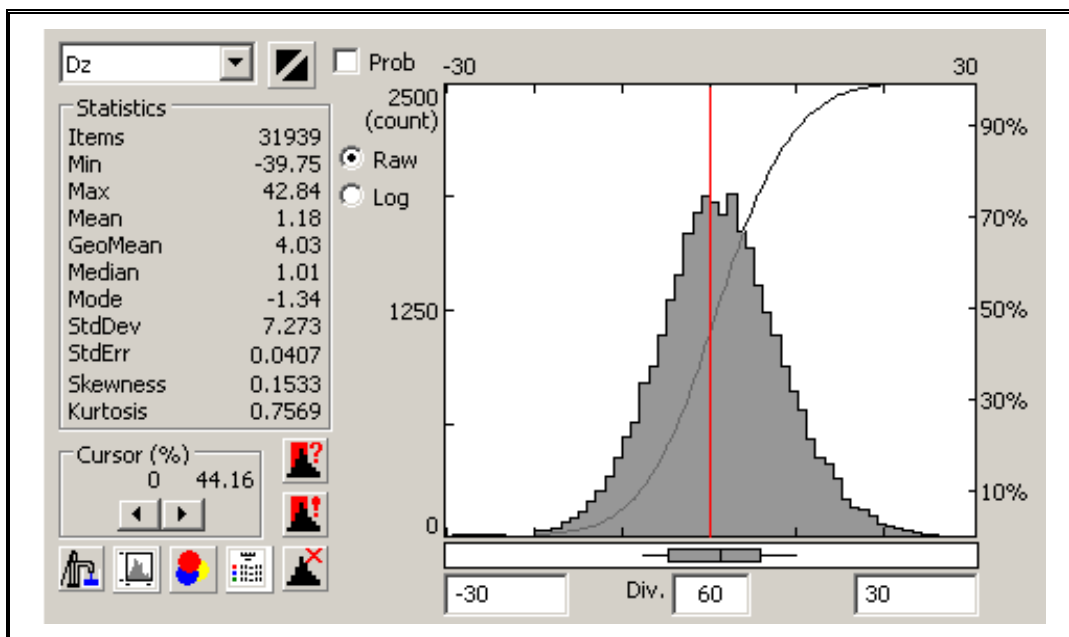 Dz
Prob
Statistics
Items 31939
Min -39.75
Max 42.84
Mean 1.18
GeoMean 4.03
Median 1.01
Mode -1.34
StdDev 7.273
StdErr 0.0407
Skewness 0.1533
Kurtosis 0.7569
Cursor (%)
0 44.16
Raw
Log
-30 30
2500
(count)
1250
0
90%
70%
50%
30%
10%
-30 Div. 60 30